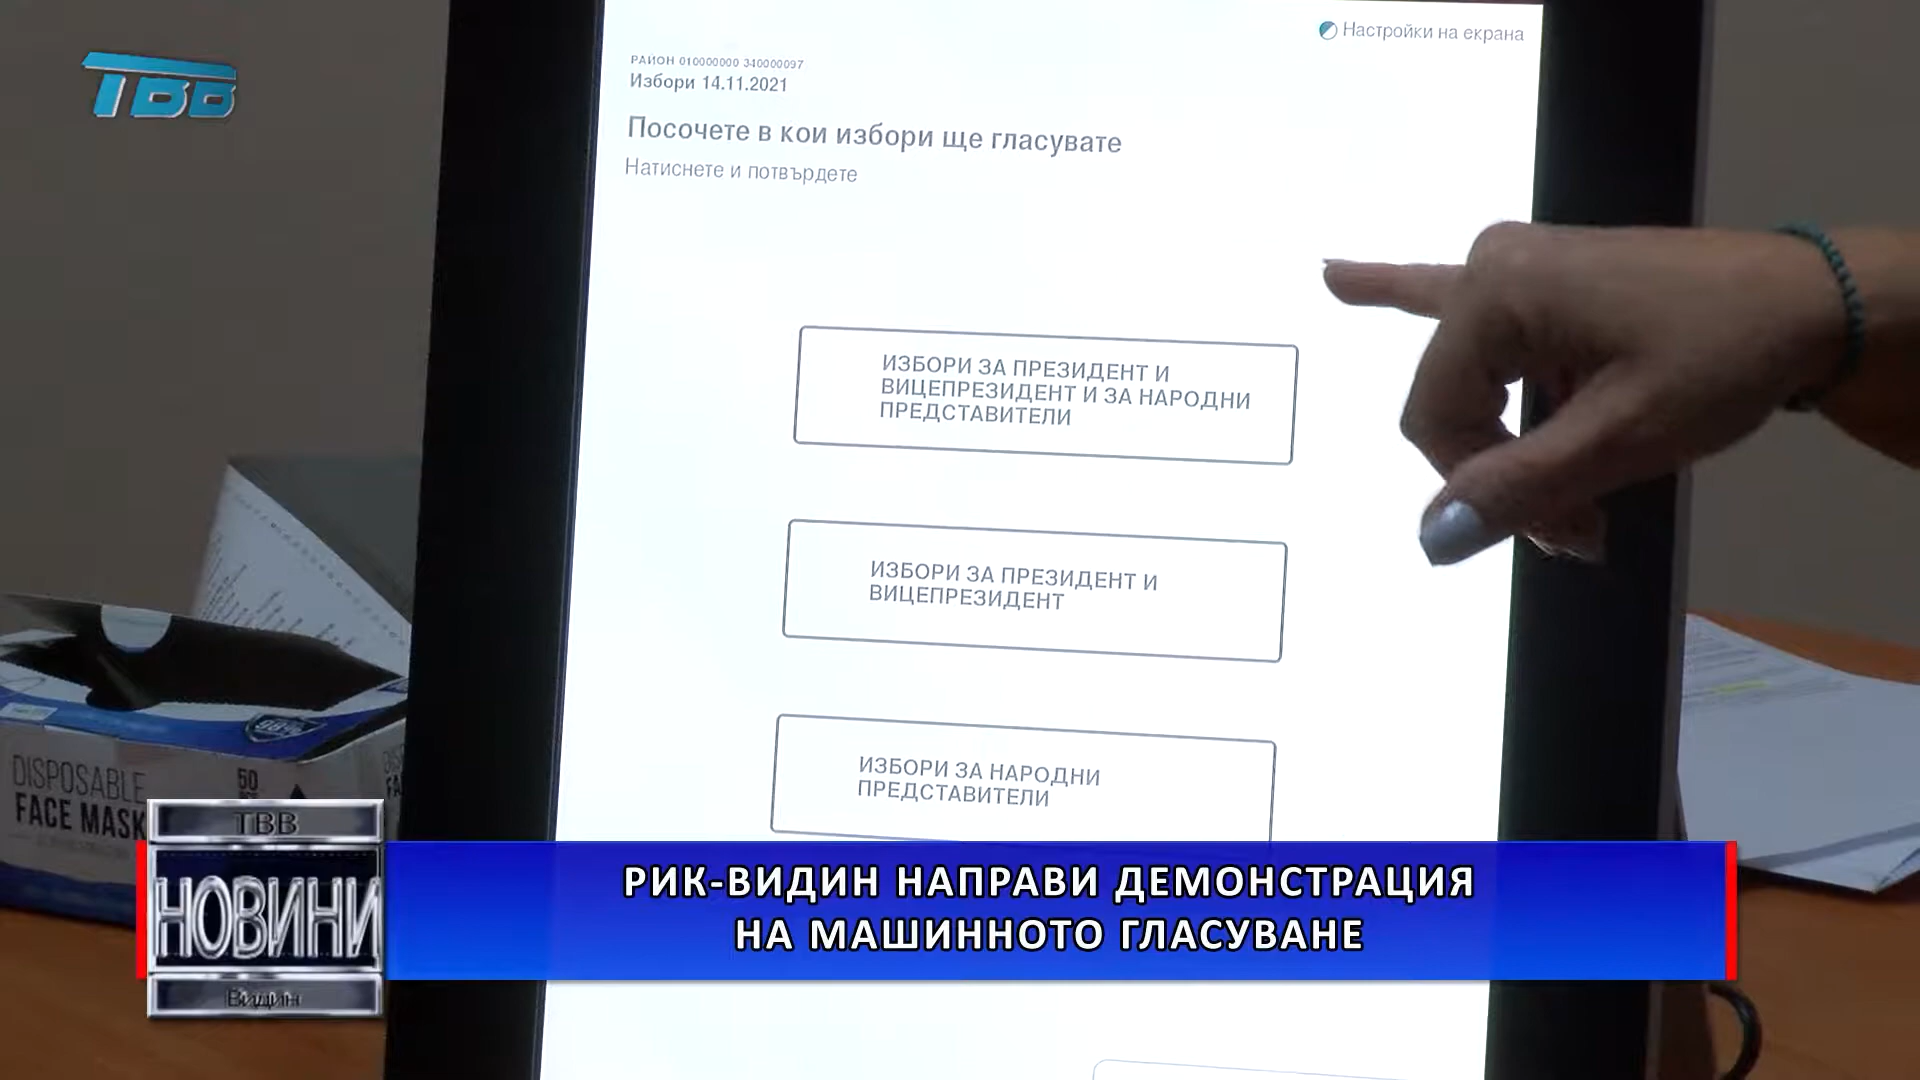 ТВВ
Настройки на екрана
РАЙОН 010000000 340000097
Избори 14.11.2021
Посочете в кои избори ще гласувате
Натиснете и потвърдете
ИЗБОРИ ЗА ПРЕЗИДЕНТ И
ВИЦЕПРЕЗИДЕНТ И ЗА НАРОДНИ
ПРЕДСТАВИТЕЛИ
ИЗБОРИ ЗА ПРЕЗИДЕНТ И
ВИЦЕПРЕЗИДЕНТ
ИЗБОРИ ЗА НАРОДНИ
ПРЕДСТАВИТЕЛИ
98%
DISPOSABLE
FACE MASK
50
ТВВ
НОВИНИ
Видин
РИК-ВИДИН НАПРАВИ ДЕМОНСТРАЦИЯ
НА МАШИННОТО ГЛАСУВАНЕ